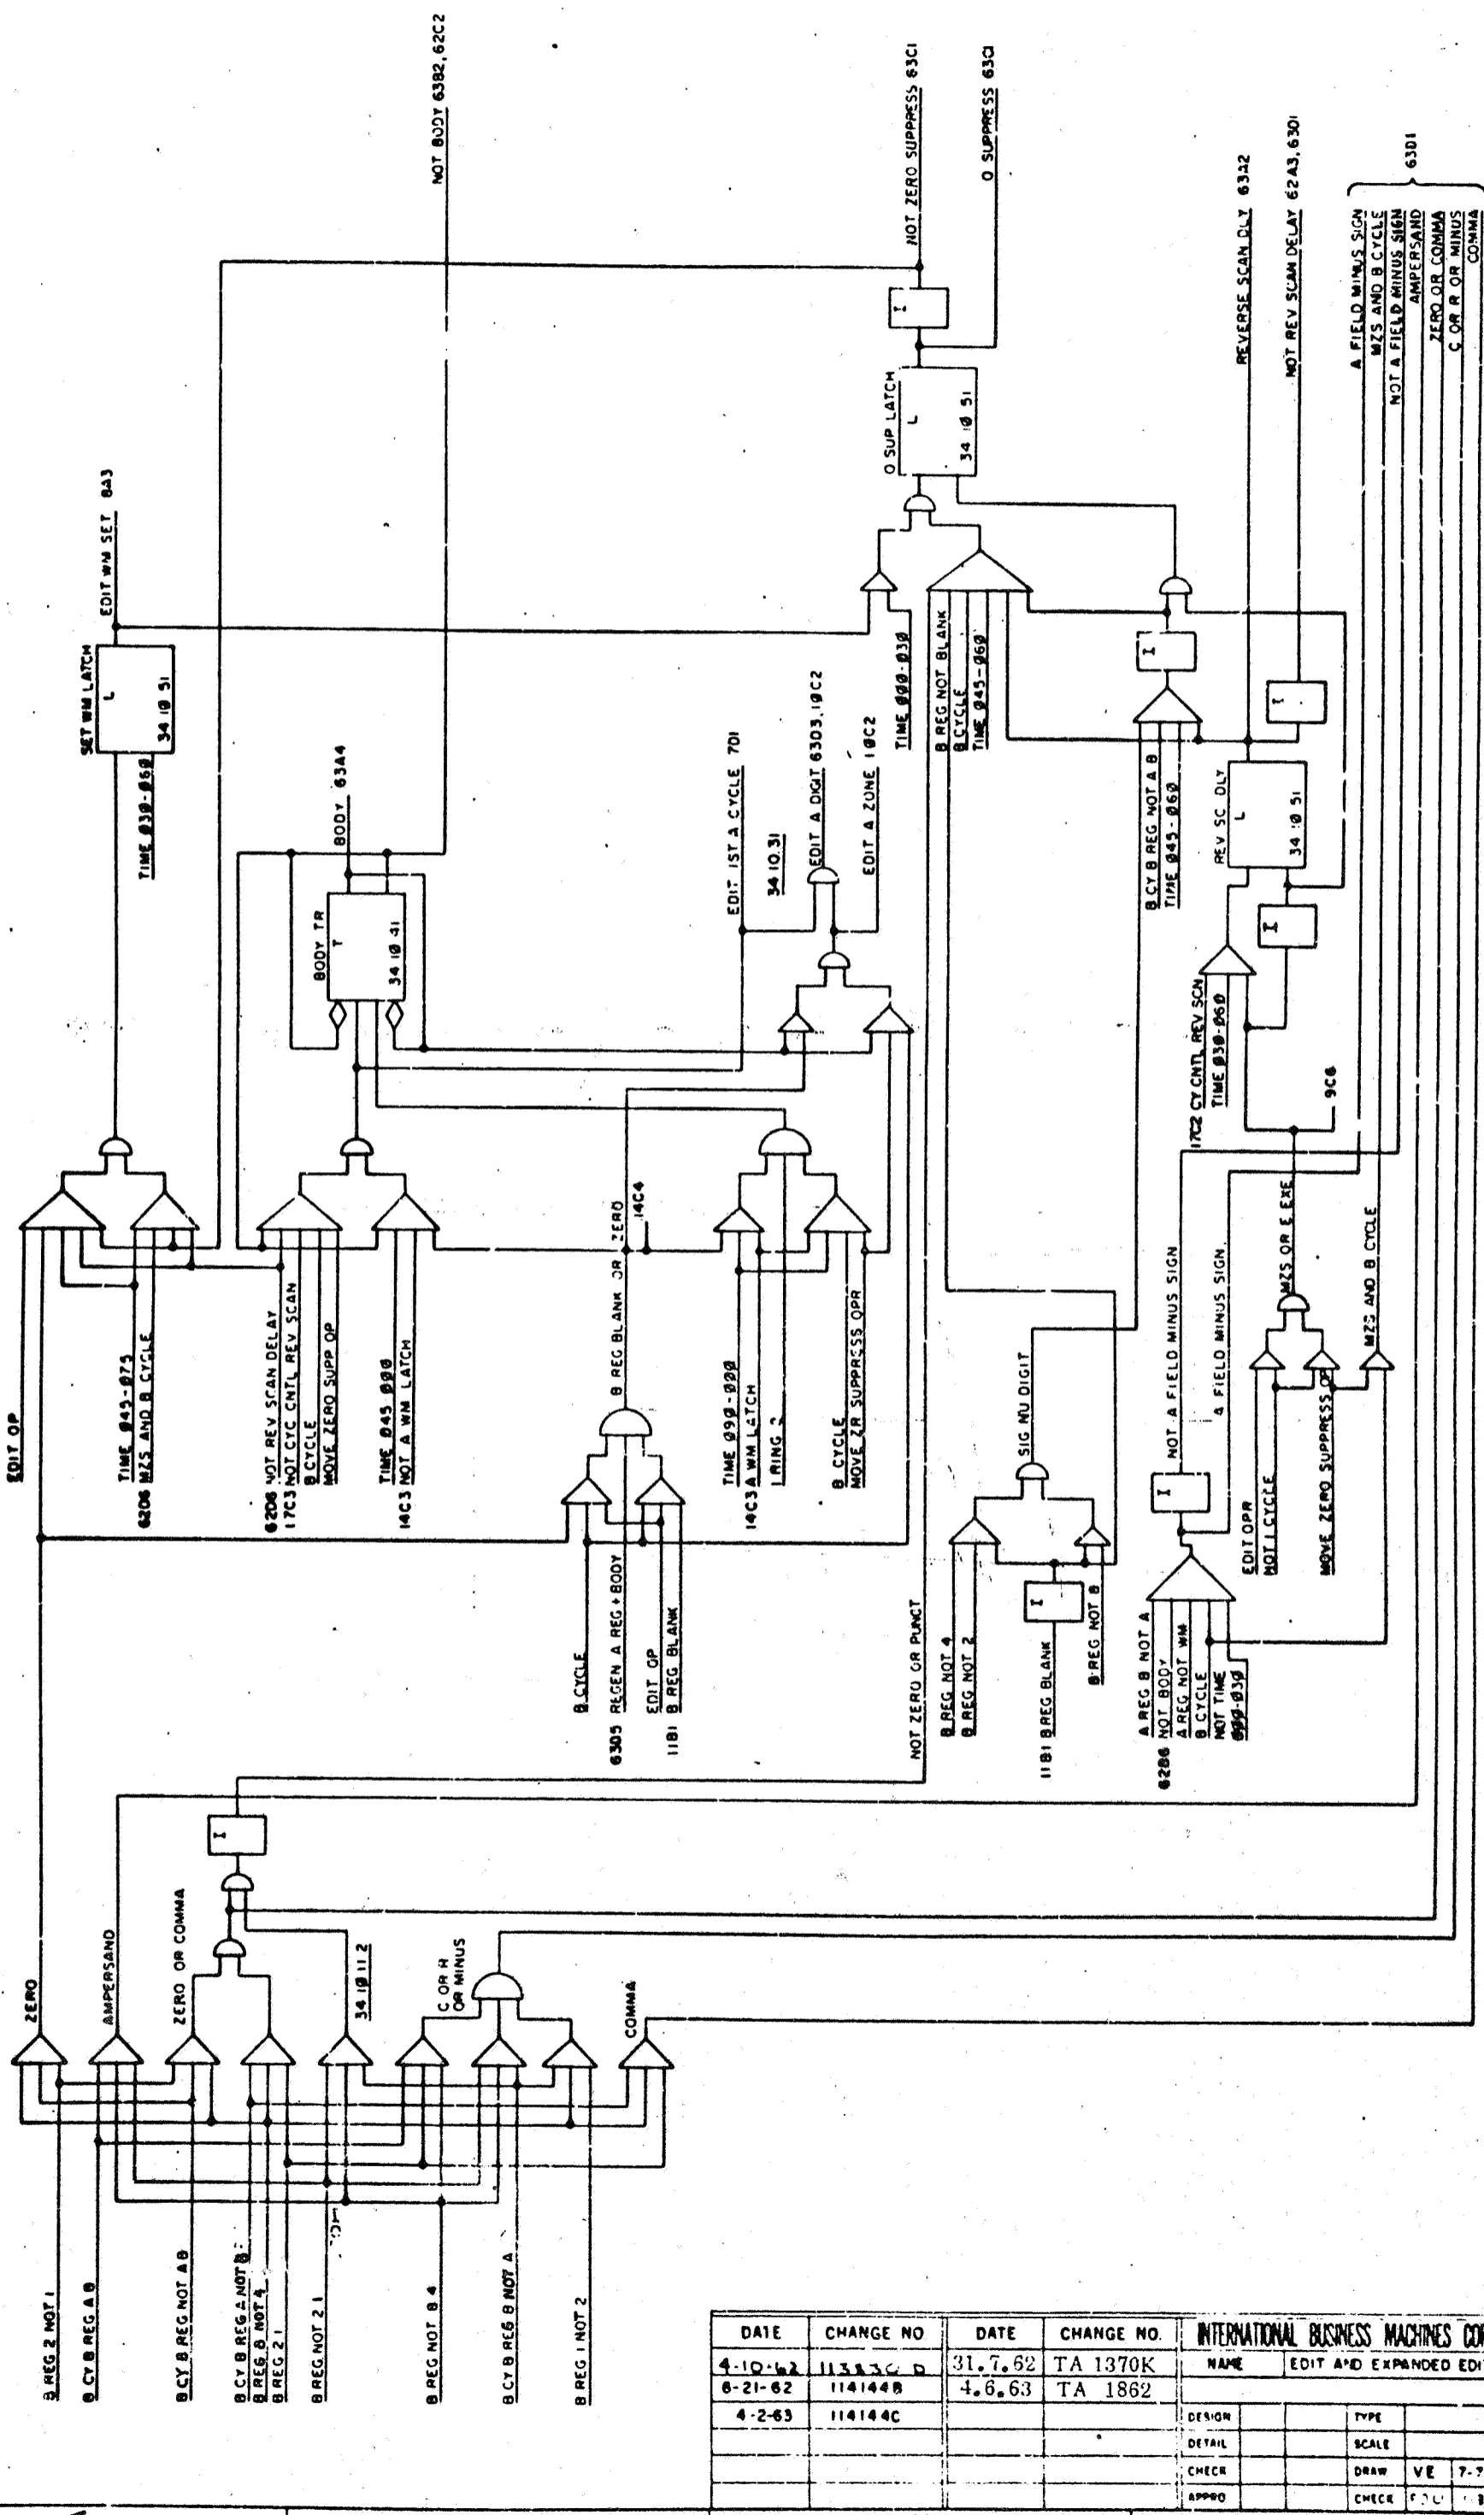 EDIT OP
TIME 045-075
62D6 MZS AND B CYCLE
62D6 NOT REV SCAN DELAY
17C3 NOT CYC CNTL REV SCAN
B CYCLE
MOVE ZERO SUPP OP
TIME 045 000
14C3 NOT A WM LATCH
SET WM LATCH
L
34 10 51
TIME 030-060
EDIT WM SET 8A3
BODY TR
T
34 10 41
BODY 63A4
NOT BODY 63B2, 62C2
EDIT 1ST A CYCLE 7D1
34 10.31
EDIT A DIGIT 63D3, 10C2
EDIT A ZONE 10C2
B REG BLANK OR ZERO
14C4
TIME 090-000
14C3 A WM LATCH
I RING 2
B CYCLE
MOVE ZR SUPPRESS OPR
B CYCLE
63D5 REGEN A REG + BODY
EDIT OP
11B1 B REG BLANK
NOT ZERO OR PUNCT
TIME 000-030
B REG NOT BLANK
B CYCLE
TIME 045-060
O SUP LATCH
L
34 10 51
I
NOT ZERO SUPPRESS 63C1
O SUPPRESS 63C1
B REG NOT 4
B REG NOT 2
11B1 B REG BLANK
I
B REG NOT 8
SIG NU DIGIT
B CY B REG NOT A B
TIME 045-060
I
REV SC DLY
L
34 10 51
I
I
REVERSE SCAN DLY 63A2
NOT REV SCAN DELAY 62A3, 63D1
17C2 CY CNTL REV SCN
TIME 030-060
9C6
A REG B NOT A
62B6 NOT BODY
A REG NOT WM
B CYCLE
NOT TIME
000-030
I
NOT A FIELD MINUS SIGN
A FIELD MINUS SIGN
EDIT OPR
NOT I CYCLE
MOVE ZERO SUPPRESS OP
MZS OR E EXE
MZS AND B CYCLE
A FIELD MINUS SIGN
MZS AND B CYCLE
NOT A FIELD MINUS SIGN
AMPERSAND
ZERO OR COMMA
C OR R OR MINUS
COMMA
63D1
ZERO
AMPERSAND
ZERO OR COMMA
I
34 10 11 2
C OR R
OR MINUS
COMMA
B REG 2 NOT 1
B CY B REG A B
B CY B REG NOT A B
B CY B REG A NOT B
B REG 8 NOT 4
B REG 2 1
B REG NOT 2 1
B REG NOT 8 4
B CY B REG B NOT A
B REG 1 NOT 2
DATE CHANGE NO DATE CHANGE NO.
4-10-62 31.7.62 TA 1370K
6-21-62 114144B 4.6.63 TA 1862
4-2-63 114144C
INTERNATIONAL BUSINESS MACHINES
NAME EDIT AND EXPANDED
DESIGN TYPE
DETAIL SCALE
CHECK DRAW VE
APPRO CHECK